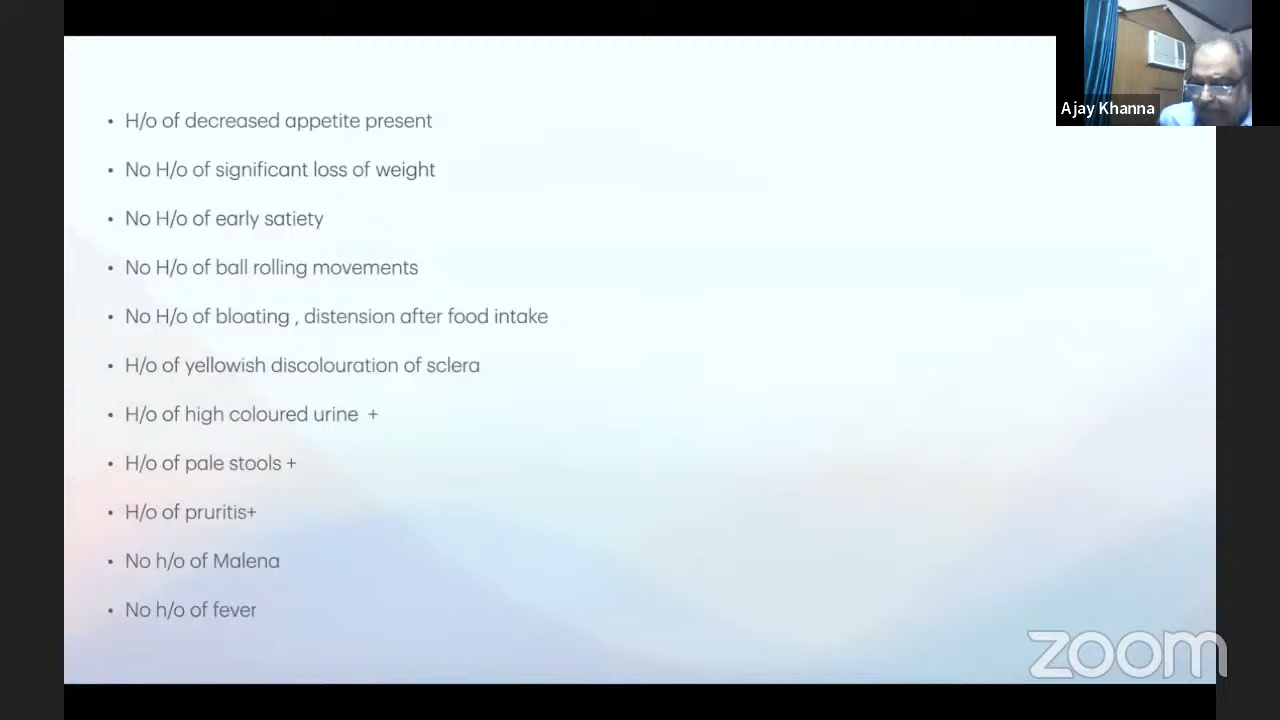 Ajay Khanna
• H/o of decreased appetite present
• No H/o of significant loss of weight
• No H/o of early satiety
• No H/o of ball rolling movements
• No H/o of bloating , distension after food intake
• H/o of yellowish discolouration of sclera
• H/o of high coloured urine +
• H/o of pale stools +
• H/o of pruritis+
• No h/o of Malena
• No h/o of fever
zoom